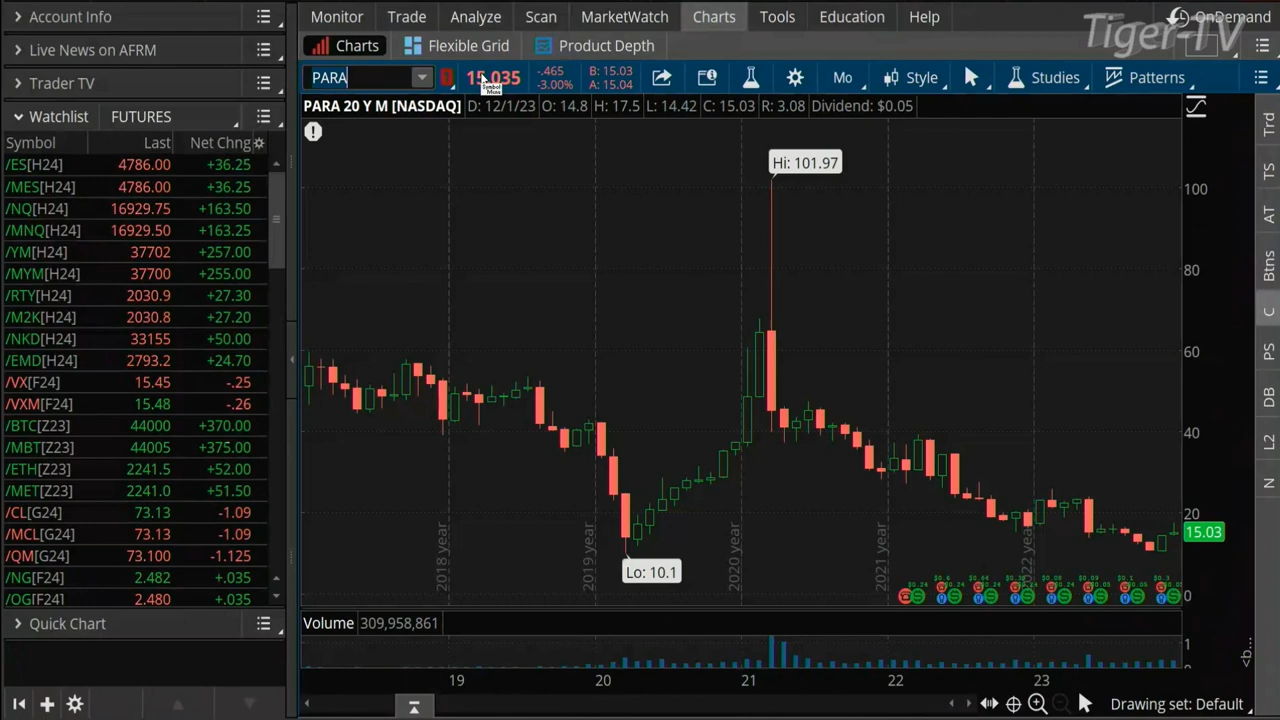 Account Info
Monitor Trade Analyze Scan MarketWatch Charts Tools Education Help OnDemand
Tiger-TV
Live News on AFRM
Charts Flexible Grid Product Depth
Trader TV
PARA 15.035 -.465 -3.00% B: 15.03 A: 15.04 Mo Style Studies Patterns
Symbol
Watchlist FUTURES
PARA 20 Y M [NASDAQ] D: 12/1/23 O: 14.8 H: 17.5 L: 14.42 C: 15.03 R: 3.08 Dividend: $0.05
Symbol Last Net Chng
/ES[H24] 4786.00 +36.25
/MES[H24] 4786.00 +36.25
/NQ[H24] 16929.75 +163.50
/MNQ[H24] 16929.50 +163.25
/YM[H24] 37702 +257.00
/MYM[H24] 37700 +255.00
/RTY[H24] 2030.9 +27.30
/M2K[H24] 2030.8 +27.20
/NKD[H24] 33155 +50.00
/EMD[H24] 2793.2 +24.70
/VX[F24] 15.45 -.25
/VXM[F24] 15.48 -.26
/BTC[Z23] 44000 +370.00
/MBT[Z23] 44005 +375.00
/ETH[Z23] 2241.5 +52.00
/MET[Z23] 2241.0 +51.50
/CL[G24] 73.13 -1.09
/MCL[G24] 73.13 -1.09
/QM[G24] 73.100 -1.125
/NG[F24] 2.482 +.035
/QG[F24] 2.480 +.035
Quick Chart
Hi: 101.97
Lo: 10.1
100
80
60
40
20
15.03
0
2018 year
2019 year
2020 year
2021 year
2022 year
Volume 309,958,861
1
0
19 20 21 22 23
Drawing set: Default
Trd
TS
AT
Btns
C
PS
DB
L2
N